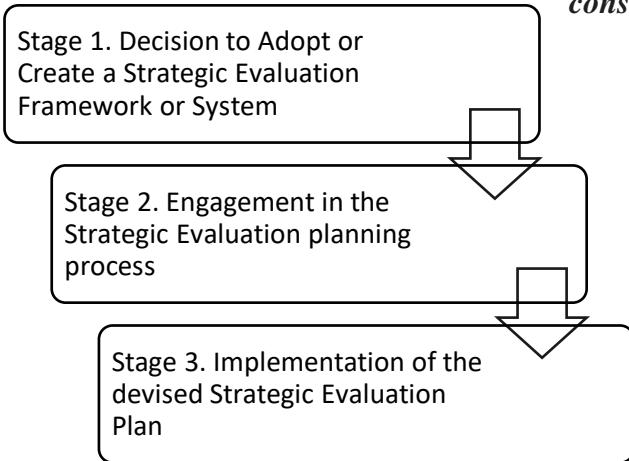 Stage 1. Decision to Adopt or
Create a Strategic Evaluation
Framework or System
Stage 2. Engagement in the
Strategic Evaluation planning
process
Stage 3. Implementation of the
devised Strategic Evaluation
Plan